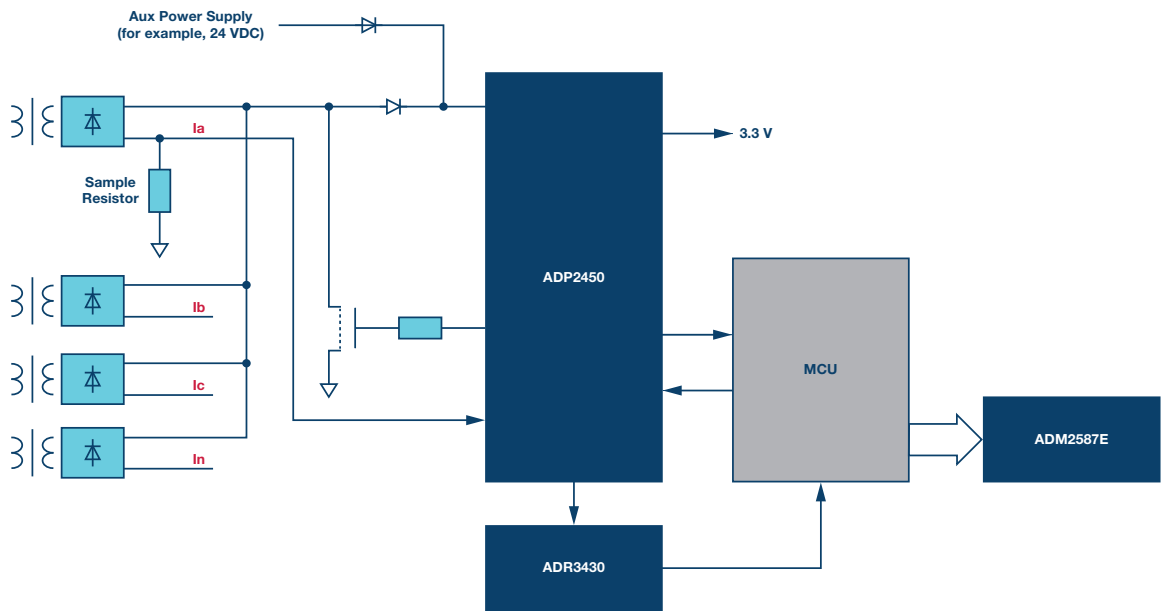 Aux Power Supply
(for example, 24 VDC)
Ia
Sample
Resistor
Ib
Ic
In
ADP2450
3.3 V
MCU
ADM2587E
ADR3430